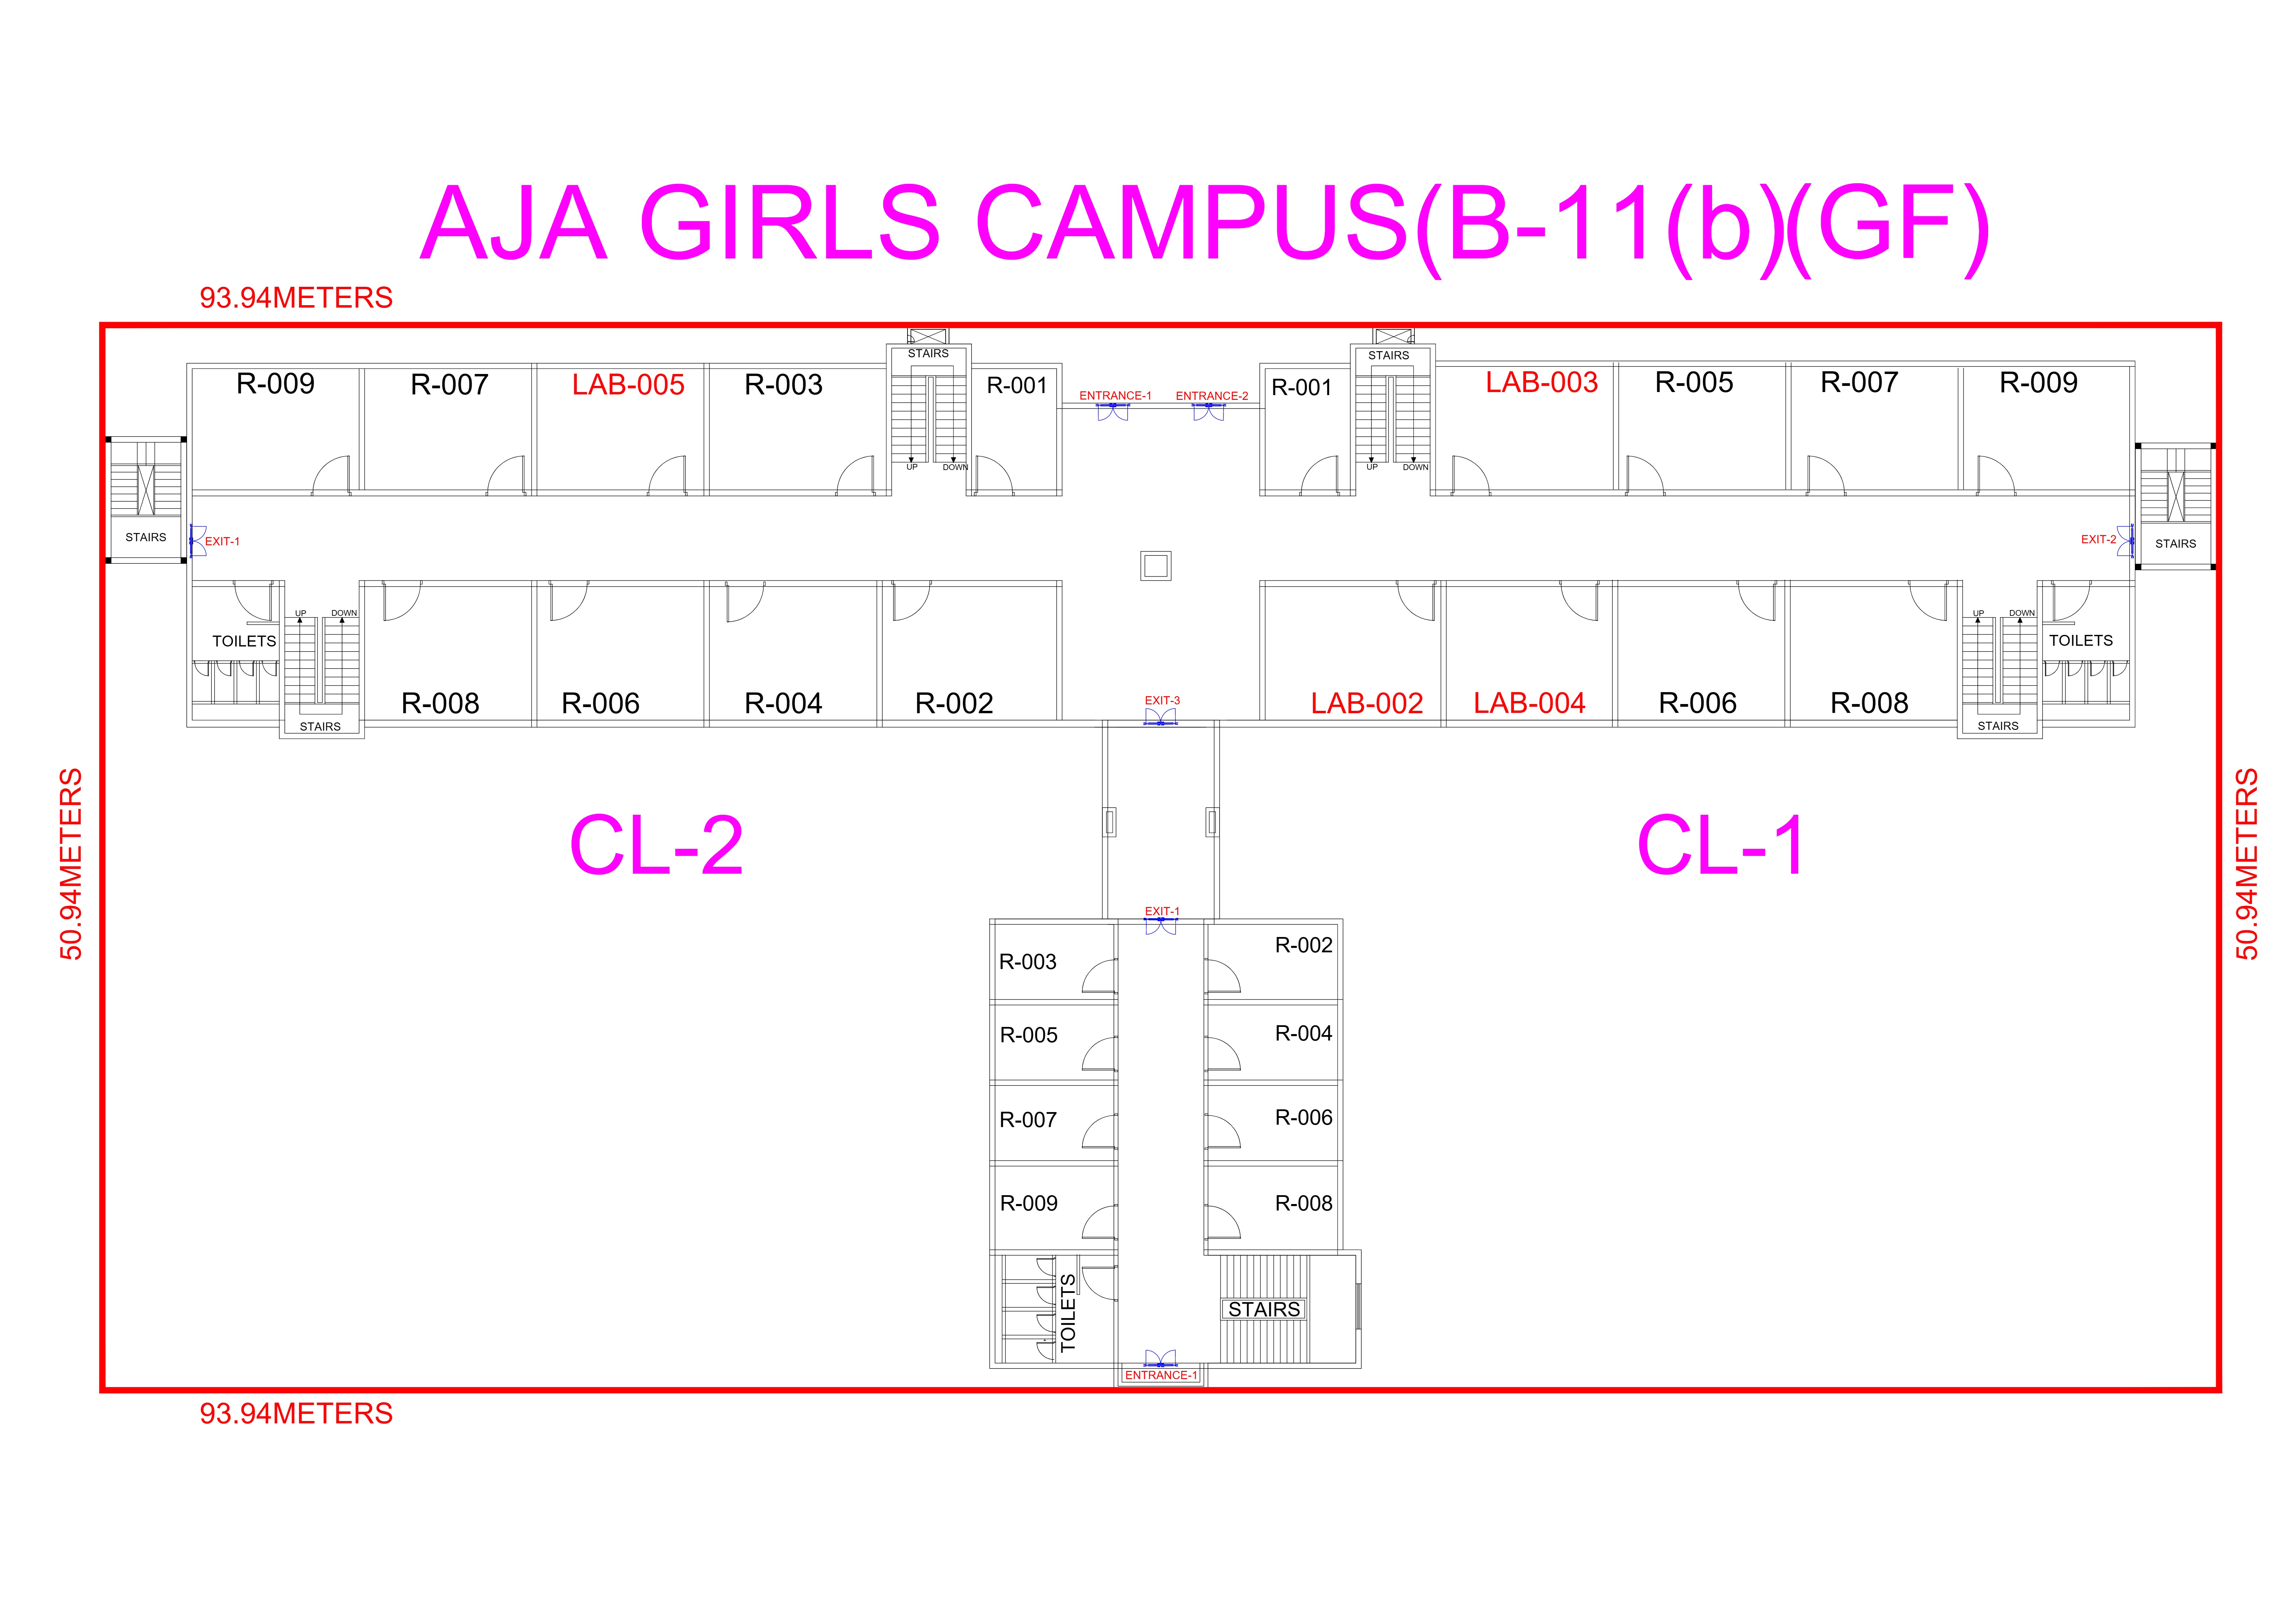 AJA GIRLS CAMPUS(B-11(b)(GF)
93.94METERS
STAIRS
STAIRS
R-009
R-007
LAB-005
R-003
R-001
ENTRANCE-1
ENTRANCE-2
R-001
LAB-003
R-005
R-007
R-009
UP
DOWN
UP
DOWN
STAIRS
EXIT-1
EXIT-2
STAIRS
UP
DOWN
UP
DOWN
TOILETS
TOILETS
R-008
R-006
R-004
R-002
EXIT-3
LAB-002
LAB-004
R-006
R-008
STAIRS
STAIRS
50.94METERS
CL-2
CL-1
50.94METERS
EXIT-1
R-003
R-002
R-005
R-004
R-007
R-006
R-009
R-008
TOILETS
STAIRS
ENTRANCE-1
93.94METERS